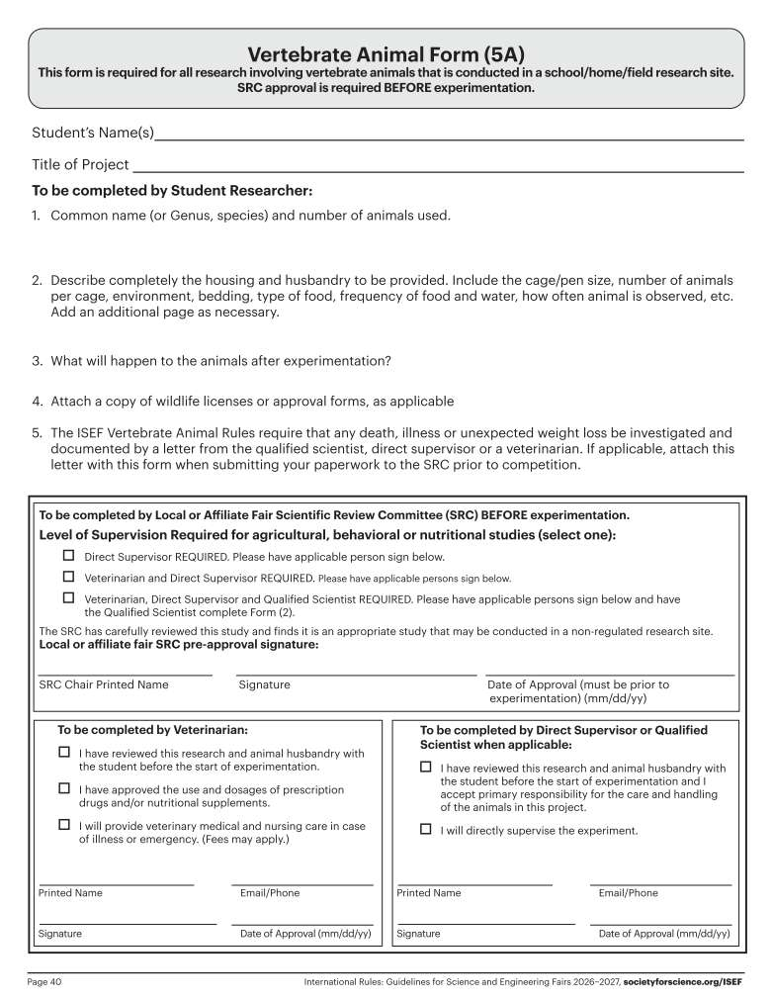 Vertebrate Animal Form (5A)
This form is required for all research involving vertebrate animals that is conducted in a school/home/field research site.
SRC approval is required BEFORE experimentation.
Student's Name(s)
Title of Project
To be completed by Student Researcher:
1. Common name (or Genus, species) and number of animals used.
2. Describe completely the housing and husbandry to be provided. Include the cage/pen size, number of animals
per cage, environment, bedding, type of food, frequency of food and water, how often animal is observed, etc.
Add an additional page as necessary.
3. What will happen to the animals after experimentation?
4. Attach a copy of wildlife licenses or approval forms, as applicable
5. The ISEF Vertebrate Animal Rules require that any death, illness or unexpected weight loss be investigated and
documented by a letter from the qualified scientist, direct supervisor or a veterinarian. If applicable, attach this
letter with this form when submitting your paperwork to the SRC prior to competition.
To be completed by Local or Affiliate Fair Scientific Review Committee (SRC) BEFORE experimentation.
Level of Supervision Required for agricultural, behavioral or nutritional studies (select one):
Direct Supervisor REQUIRED. Please have applicable person sign below.
Veterinarian and Direct Supervisor REQUIRED. Please have applicable persons sign below.
Veterinarian, Direct Supervisor and Qualified Scientist REQUIRED. Please have applicable persons sign below and have
the Qualified Scientist complete Form (2).
The SRC has carefully reviewed this study and finds it is an appropriate study that may be conducted in a non-regulated research site.
Local or affiliate fair SRC pre-approval signature:
SRC Chair Printed Name
Signature
Date of Approval (must be prior to
experimentation) (mm/dd/yy)
To be completed by Veterinarian:
I have reviewed this research and animal husbandry with
the student before the start of experimentation.
I have approved the use and dosages of prescription
drugs and/or nutritional supplements.
I will provide veterinary medical and nursing care in case
of illness or emergency. (Fees may apply.)
Printed Name
Email/Phone
Signature
Date of Approval (mm/dd/yy)
To be completed by Direct Supervisor or Qualified
Scientist when applicable:
I have reviewed this research and animal husbandry with
the student before the start of experimentation and I
accept primary responsibility for the care and handling
of the animals in this project.
I will directly supervise the experiment.
Printed Name
Email/Phone
Signature
Date of Approval (mm/dd/yy)
Page 40
International Rules: Guidelines for Science and Engineering Fairs 2026–2027, societyforscience.org/ISEF